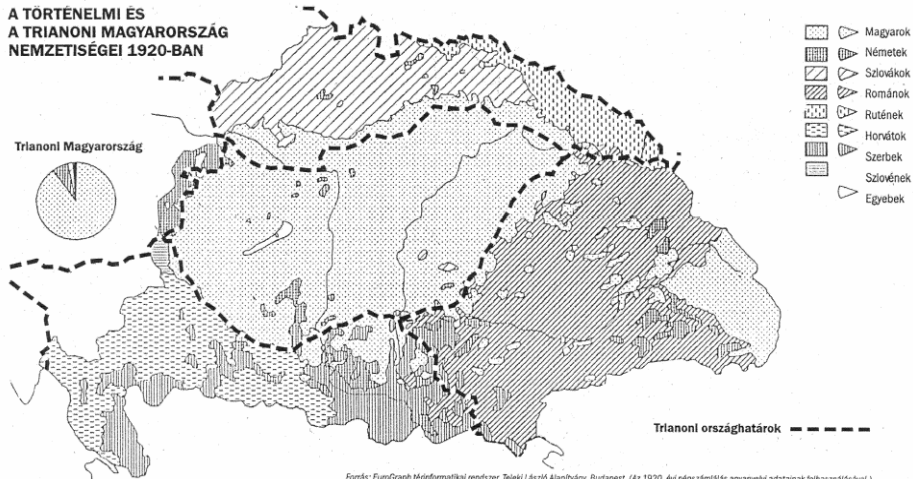 A TÖRTÉNELMI ÉS
A TRIANONI MAGYARORSZÁG
NEMZETISÉGEI 1920-BAN
Trianoni Magyarország
Magyarok
Németek
Szlovákok
Románok
Rutének
Horvátok
Szerbek
Szlovének
Egyebek
Trianoni országhatárok
Forrás: EuroGraph térinformatikai rendszer, Teleki László Alapítvány, Budapest. (Az 1920. évi népszámlálás anyanyelvi adatainak felhasználásával.)